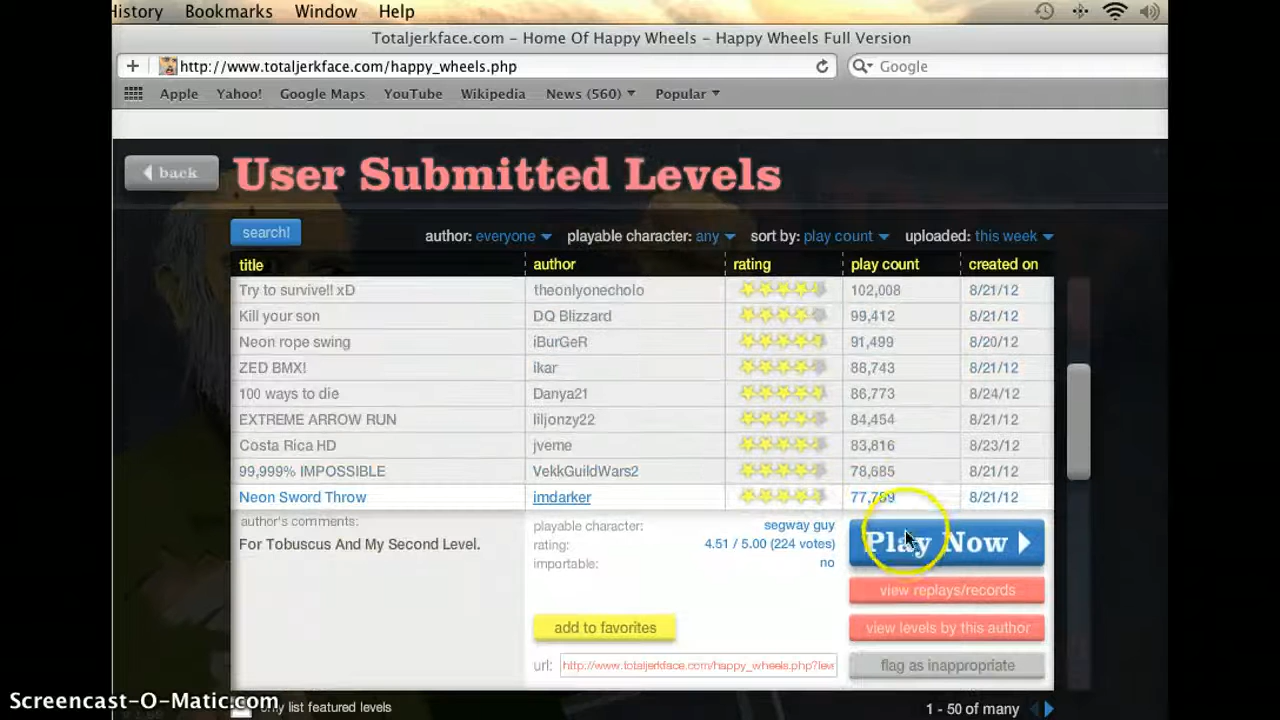 History Bookmarks Window Help
Totaljerkface.com – Home Of Happy Wheels – Happy Wheels Full Version
http://www.totaljerkface.com/happy_wheels.php Google
Apple Yahoo! Google Maps YouTube Wikipedia News (560) Popular
back User Submitted Levels
search! author: everyone playable character: any sort by: play count uploaded: this week
title author rating play count created on
Try to survive!! xD theonlyonecholo 102,008 8/21/12
Kill your son DQ Blizzard 99,412 8/21/12
Neon rope swing iBurGeR 91,499 8/20/12
ZED BMX! ikar 88,743 8/21/12
100 ways to die Danya21 86,773 8/24/12
EXTREME ARROW RUN liljonzy22 84,454 8/21/12
Costa Rica HD jveme 83,816 8/23/12
99,999% IMPOSSIBLE VekkGuildWars2 78,685 8/21/12
Neon Sword Throw imdarker 77,789 8/21/12
author's comments:
For Tobuscus And My Second Level.
playable character: segway guy
rating: 4.51 / 5.00 (224 votes)
importable: no
Play Now
view replays/records
add to favorites view levels by this author
url: http://www.totaljerkface.com/happy_wheels.php?lev
flag as inappropriate
only list featured levels 1 - 50 of many
Screencast-O-Matic.com